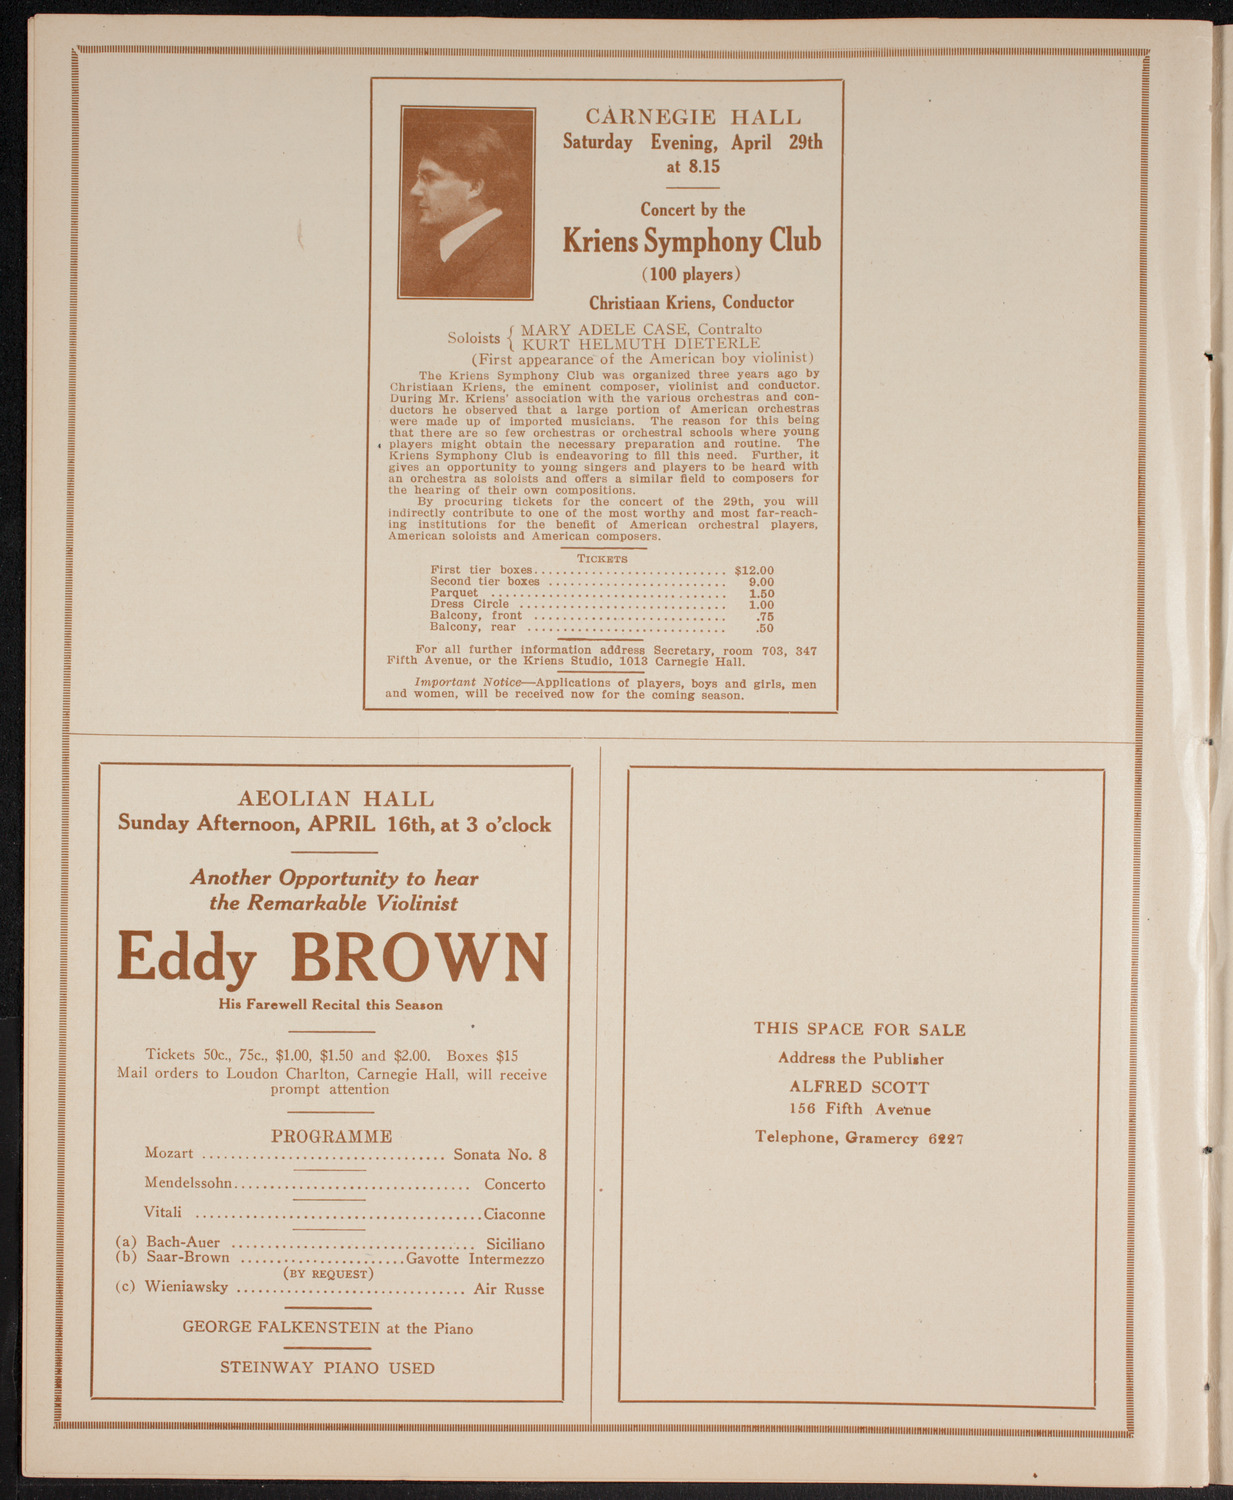 CARNEGIE HALL
Saturday Evening, April 29th
at 8.15
Concert by the
Kriens Symphony Club
(100 players)
Christiaan Kriens, Conductor
Soloists { MARY ADELE CASE, Contralto
KURT HELMUTH DIETERLE
(First appearance of the American boy violinist)
The Kriens Symphony Club was organized three years ago by
Christiaan Kriens, the eminent composer, violinist and conductor.
During Mr. Kriens' association with the various orchestras and con-
ductors he observed that a large portion of American orchestras
were made up of imported musicians. The reason for this being
that there are so few orchestras or orchestral schools where young
players might obtain the necessary preparation and routine. The
Kriens Symphony Club is endeavoring to fill this need. Further, it
gives an opportunity to young singers and players to be heard with
an orchestra as soloists and offers a similar field to composers for
the hearing of their own compositions.
By procuring tickets for the concert of the 29th, you will
indirectly contribute to one of the most worthy and most far-reach-
ing institutions for the benefit of American orchestral players,
American soloists and American composers.
TICKETS
First tier boxes.......................... $12.00
Second tier boxes ........................ 9.00
Parquet ................................. 1.50
Dress Circle ............................. 1.00
Balcony, front ........................... .75
Balcony, rear ............................ .50
For all further information address Secretary, room 703, 347
Fifth Avenue, or the Kriens Studio, 1013 Carnegie Hall.
Important Notice—Applications of players, boys and girls, men
and women, will be received now for the coming season.
AEOLIAN HALL
Sunday Afternoon, APRIL 16th, at 3 o'clock
Another Opportunity to hear
the Remarkable Violinist
Eddy BROWN
His Farewell Recital this Season
Tickets 50c., 75c., $1.00, $1.50 and $2.00. Boxes $15
Mail orders to Loudon Charlton, Carnegie Hall, will receive
prompt attention
PROGRAMME
Mozart ................................. Sonata No. 8
Mendelssohn................................ Concerto
Vitali .......................................Ciaconne
(a) Bach-Auer ................................. Siciliano
(b) Saar-Brown .......................Gavotte Intermezzo
(BY REQUEST)
(c) Wieniawsky ................................ Air Russe
GEORGE FALKENSTEIN at the Piano
STEINWAY PIANO USED
THIS SPACE FOR SALE
Address the Publisher
ALFRED SCOTT
156 Fifth Avenue
Telephone, Gramercy 6227